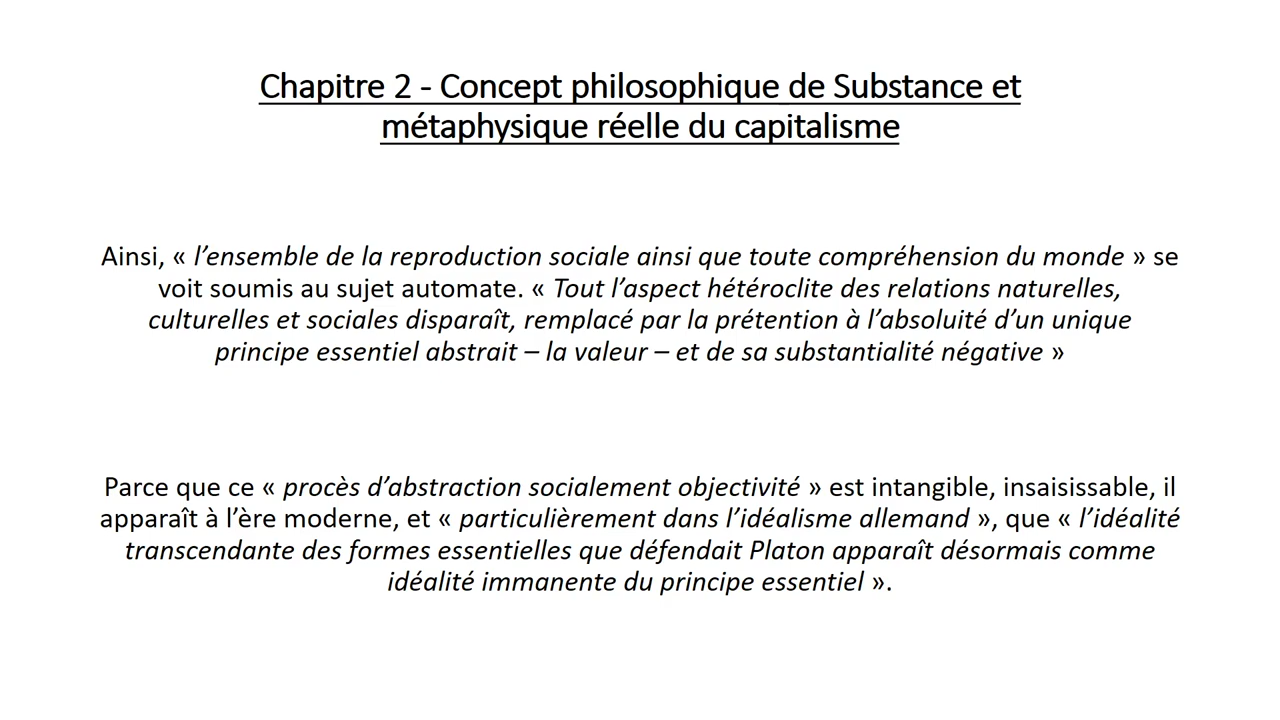 Chapitre 2 - Concept philosophique de Substance et
métaphysique réelle du capitalisme
Ainsi, « l’ensemble de la reproduction sociale ainsi que toute compréhension du monde » se
voit soumis au sujet automate. « Tout l’aspect hétéroclite des relations naturelles,
culturelles et sociales disparaît, remplacé par la prétention à l’absoluité d’un unique
principe essentiel abstrait – la valeur – et de sa substantialité négative »
Parce que ce « procès d’abstraction socialement objectivité » est intangible, insaisissable, il
apparaît à l’ère moderne, et « particulièrement dans l’idéalisme allemand », que « l’idéalité
transcendante des formes essentielles que défendait Platon apparaît désormais comme
idéalité immanente du principe essentiel ».